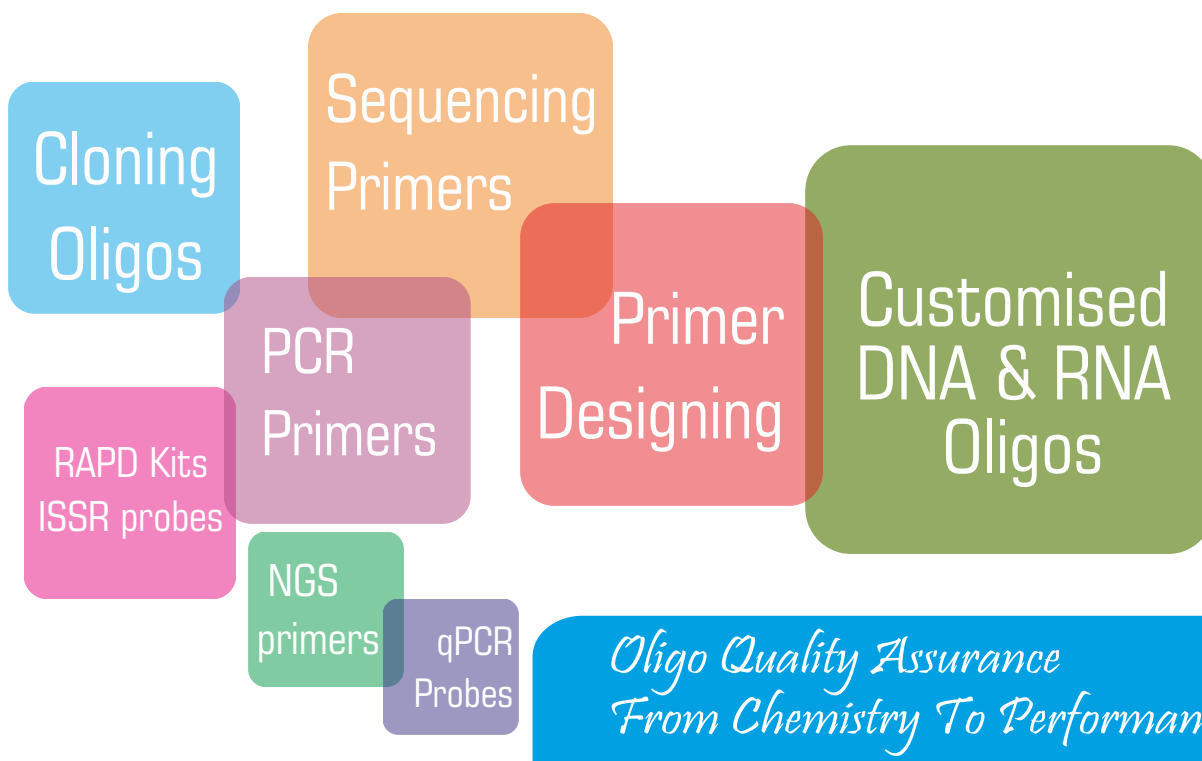 Cloning
Oligos
Sequencing
Primers
PCR
Primers
Primer
Designing
Customised
DNA & RNA
Oligos
RAPD Kits
ISSR probes
NGS
primers
qPCR
Probes
Oligo Quality Assurance
From Chemistry To Performan